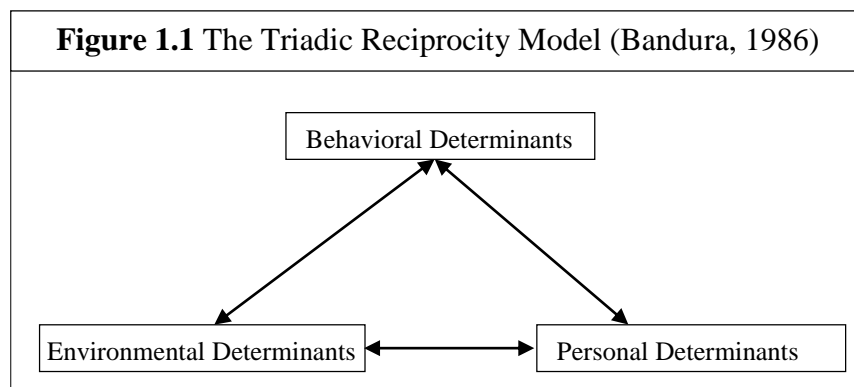 Figure 1.1 The Triadic Reciprocity Model (Bandura, 1986)
Behavioral Determinants
Environmental Determinants
Personal Determinants